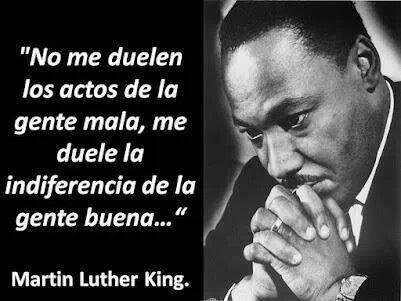 "No me duelen
los actos de la
gente mala, me
duele la
indiferencia de la
gente buena...“
Martin Luther King.